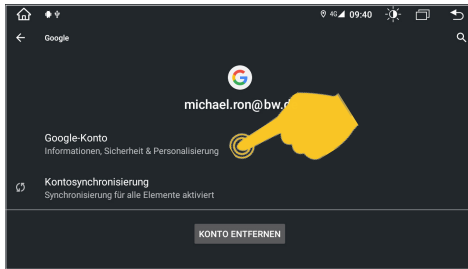 4G 09:40
Google
G
michael.ron@bw.d
Google-Konto
Informationen, Sicherheit & Personalisierung
Kontosynchronisierung
Synchronisierung für alle Elemente aktiviert
KONTO ENTFERNEN